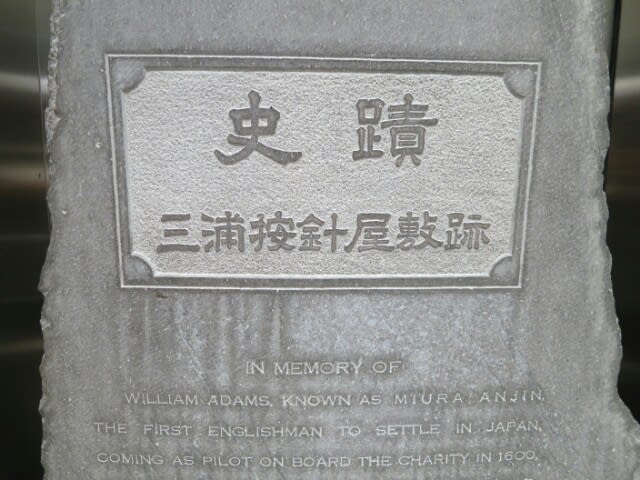 史蹟
三浦按針屋敷跡
IN MEMORY OF
WILLIAM ADAMS, KNOWN AS MIURA ANJIN,
THE FIRST ENGLISHMAN TO SETTLE IN JAPAN,
COMING AS PILOT ON BOARD THE CHARITY IN 1600,